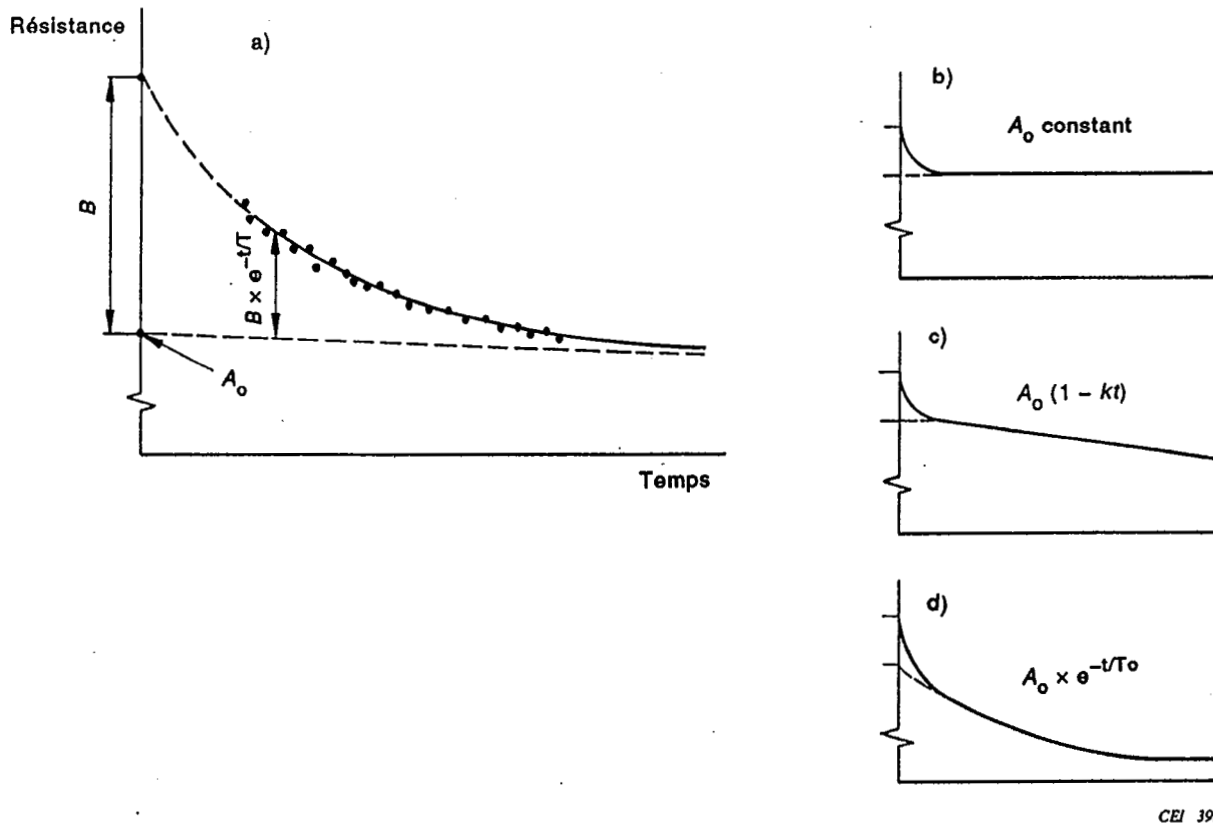 Résistance
a)
B
B × e^-t/T
A_o
Temps
b)
A_o constant
c)
A_o (1 – kt)
d)
A_o × e^-t/To
CEI 39